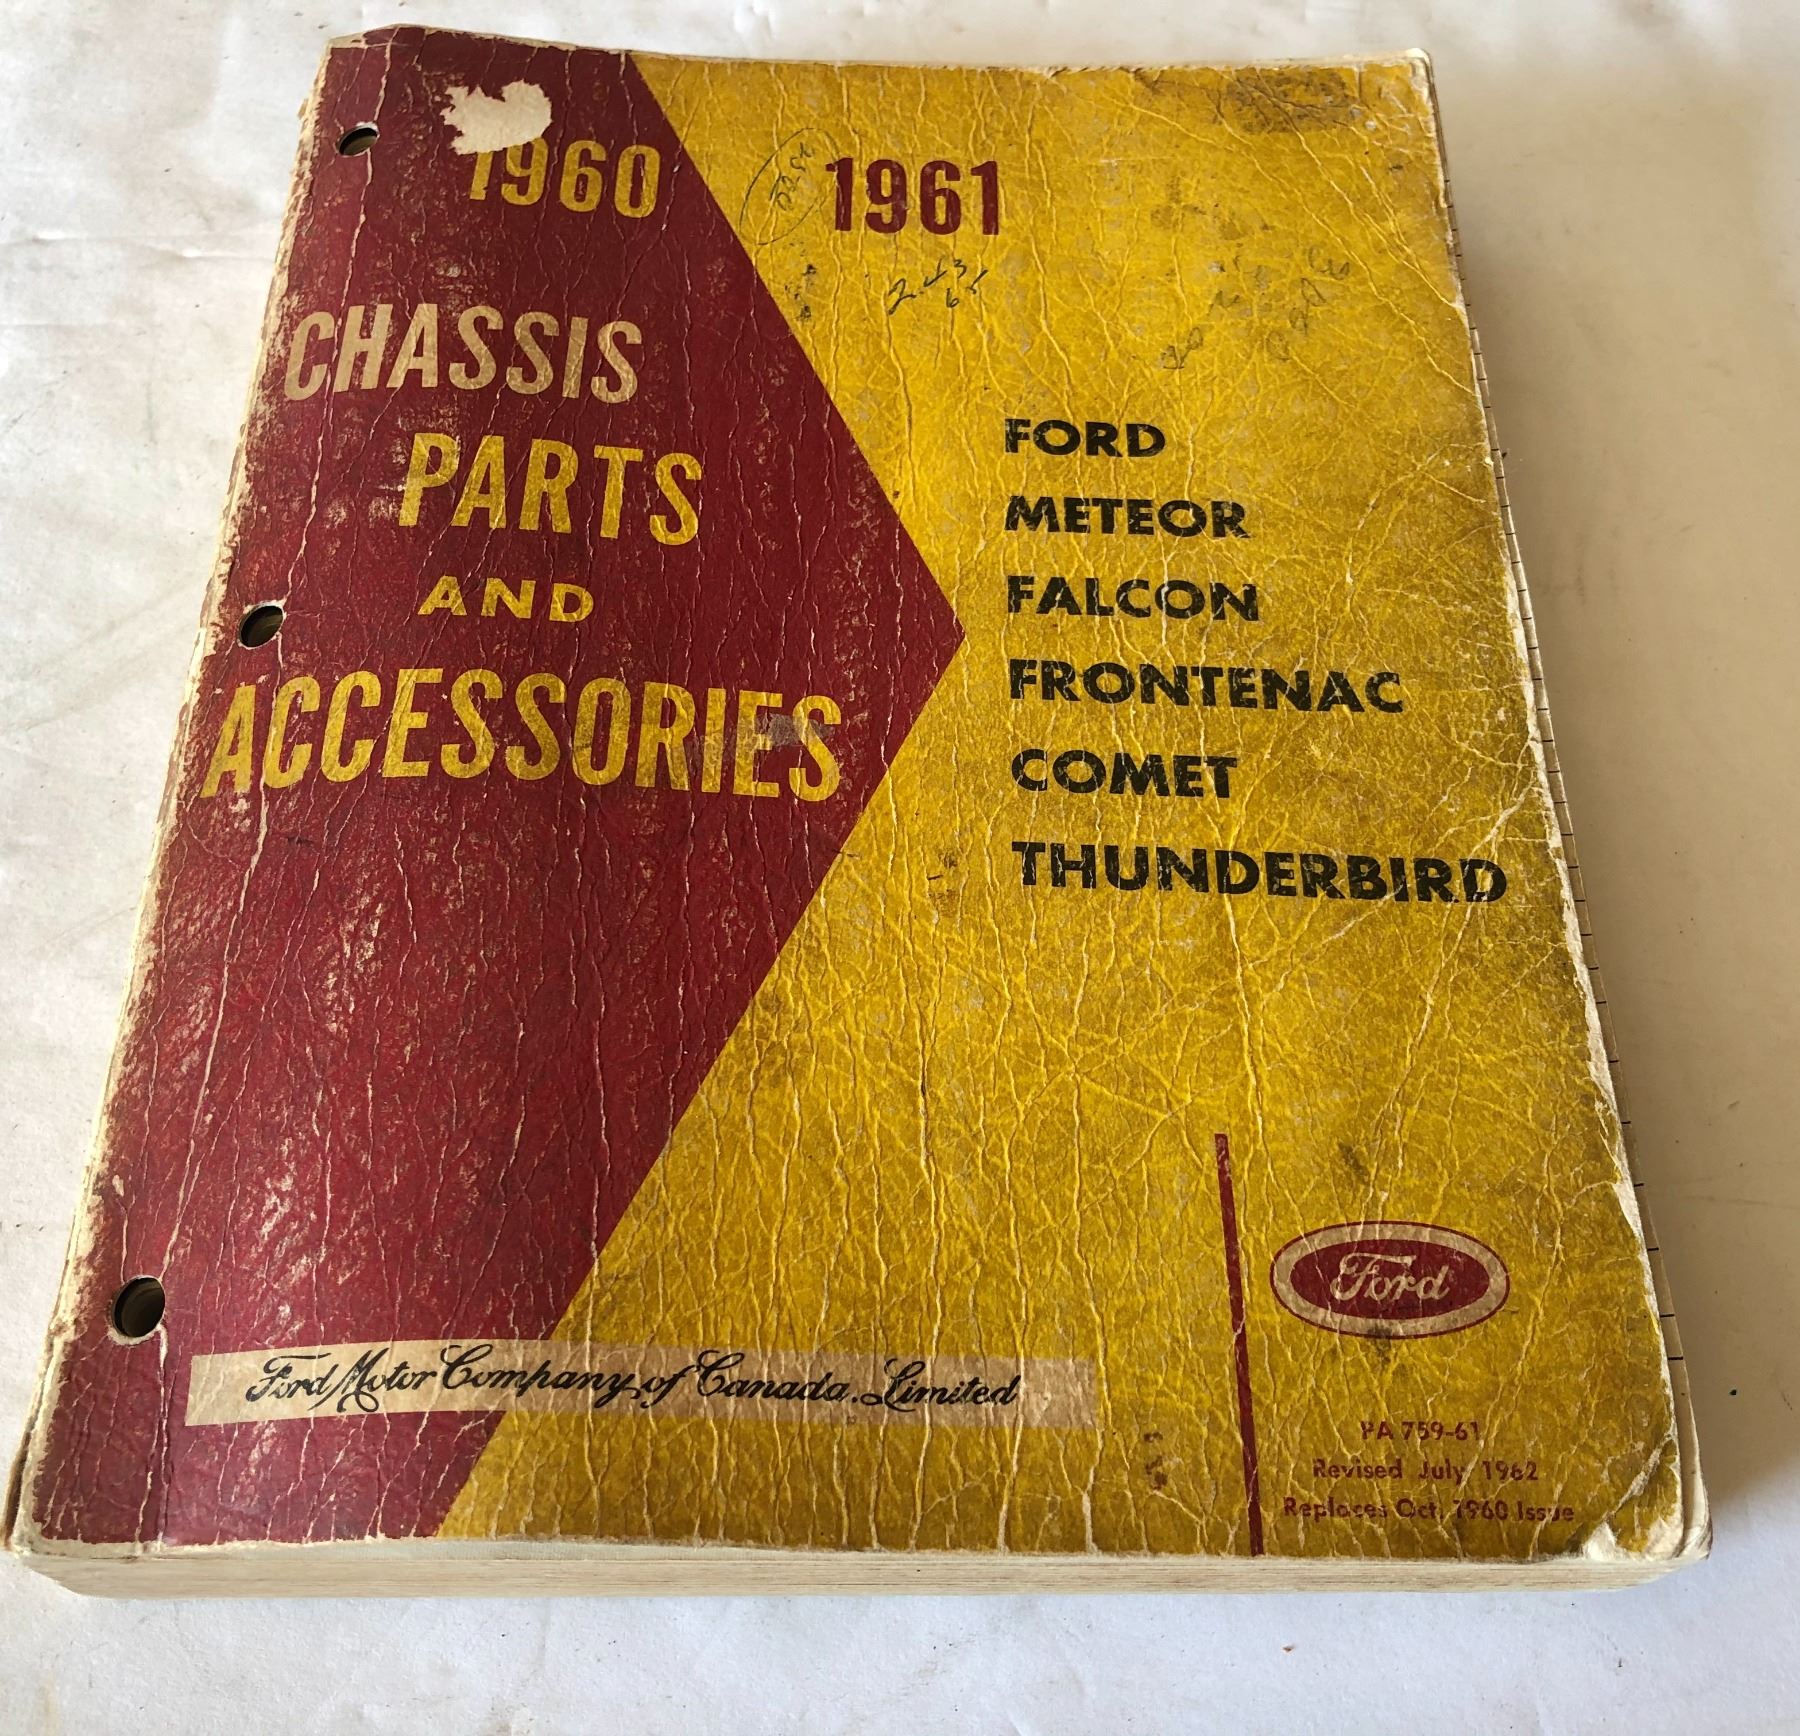 1960 1961
CHASSIS
PARTS
AND
ACCESSORIES
FORD
METEOR
FALCON
FRONTENAC
COMET
THUNDERBIRD
Ford
Ford Motor Company of Canada, Limited
PA 759-61
Revised July, 1962
Replaces Oct. 1960 Issue